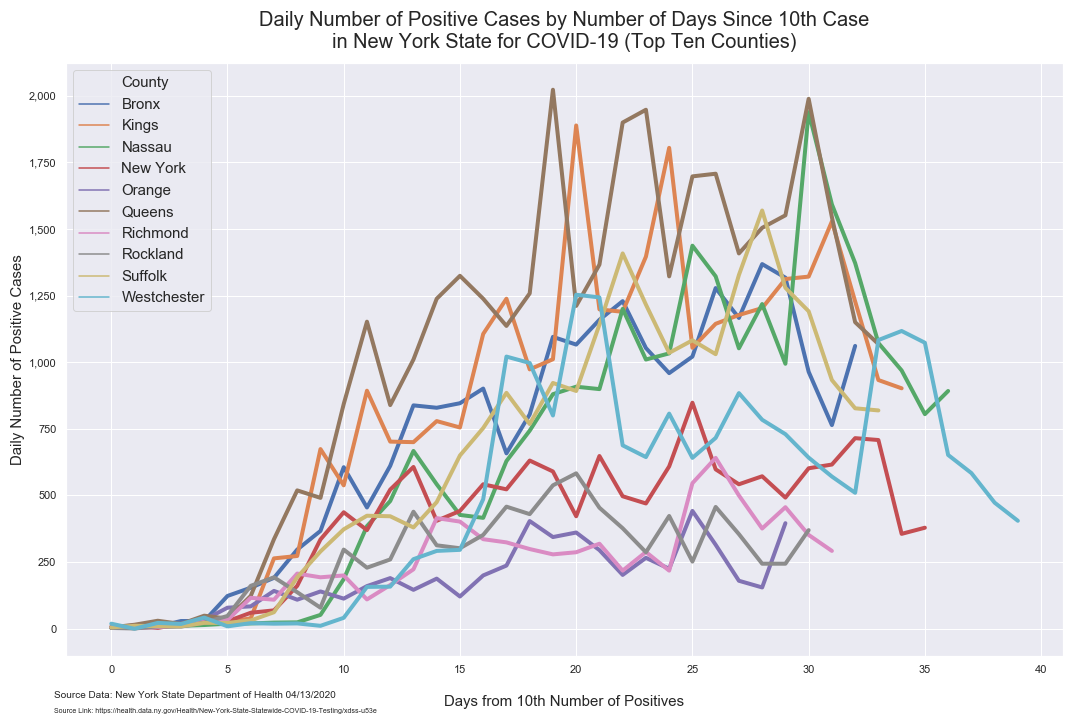 Daily Number of Positive Cases by Number of Days Since 10th Case
in New York State for COVID-19 (Top Ten Counties)
County
Bronx
Kings
Nassau
New York
Orange
Queens
Richmond
Rockland
Suffolk
Westchester
Daily Number of Positive Cases
2,000
1,750
1,500
1,250
1,000
750
500
250
0
0 5 10 15 20 25 30 35 40
Days from 10th Number of Positives
Source Data: New York State Department of Health 04/13/2020
Source Link: https://health.data.ny.gov/Health/New-York-State-Statewide-COVID-19-Testing/xdss-u53e